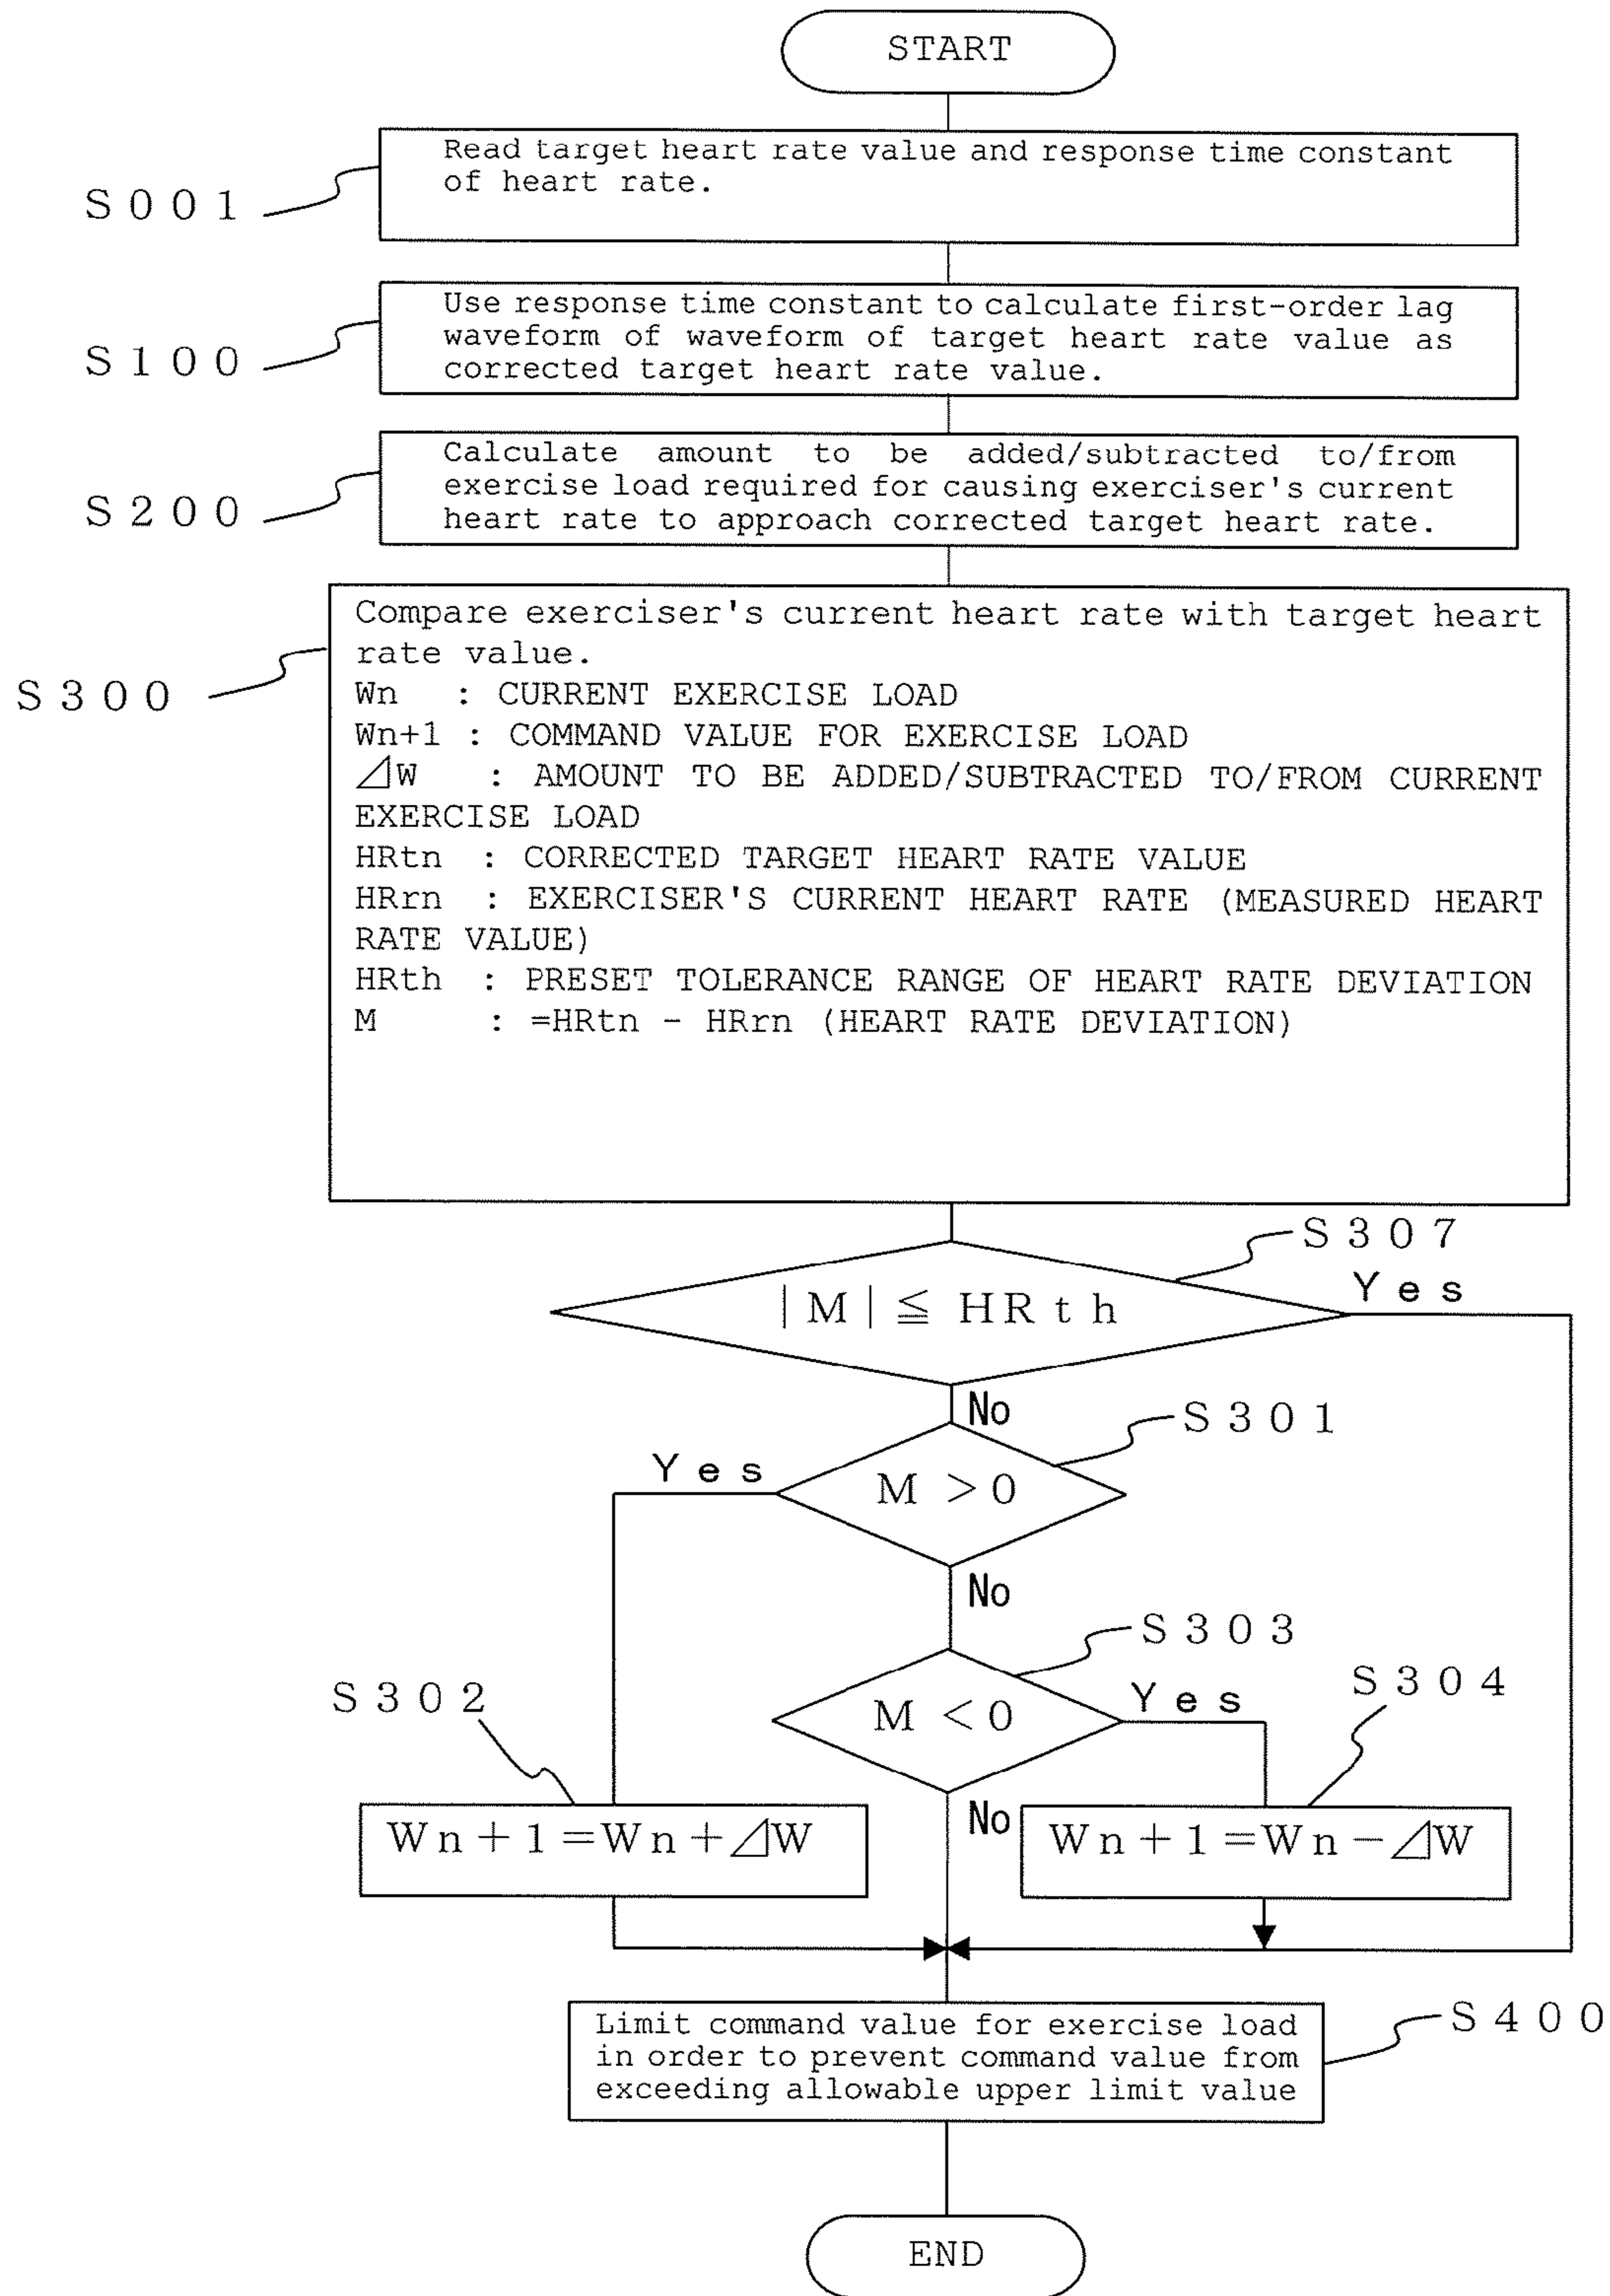 START
Read target heart rate value and response time constant
of heart rate.
S001
Use response time constant to calculate first-order lag
waveform of waveform of target heart rate value as
corrected target heart rate value.
S100
Calculate amount to be added/subtracted to/from
exercise load required for causing exerciser's current
heart rate to approach corrected target heart rate.
S200
Compare exerciser's current heart rate with target heart
rate value.
S300
Wn : CURRENT EXERCISE LOAD
Wn+1 : COMMAND VALUE FOR EXERCISE LOAD
⊿W : AMOUNT TO BE ADDED/SUBTRACTED TO/FROM CURRENT
EXERCISE LOAD
HRtn : CORRECTED TARGET HEART RATE VALUE
HRrn : EXERCISER'S CURRENT HEART RATE (MEASURED HEART
RATE VALUE)
HRth : PRESET TOLERANCE RANGE OF HEART RATE DEVIATION
M : =HRtn - HRrn (HEART RATE DEVIATION)
S307
|M|≦ HRth
Yes
No
S301
Yes
M >0
No
S303
S304
S302
M <0
Yes
No
Wn+1=Wn+⊿W
Wn+1=Wn-⊿W
Limit command value for exercise load
in order to prevent command value from
exceeding allowable upper limit value
S400
END